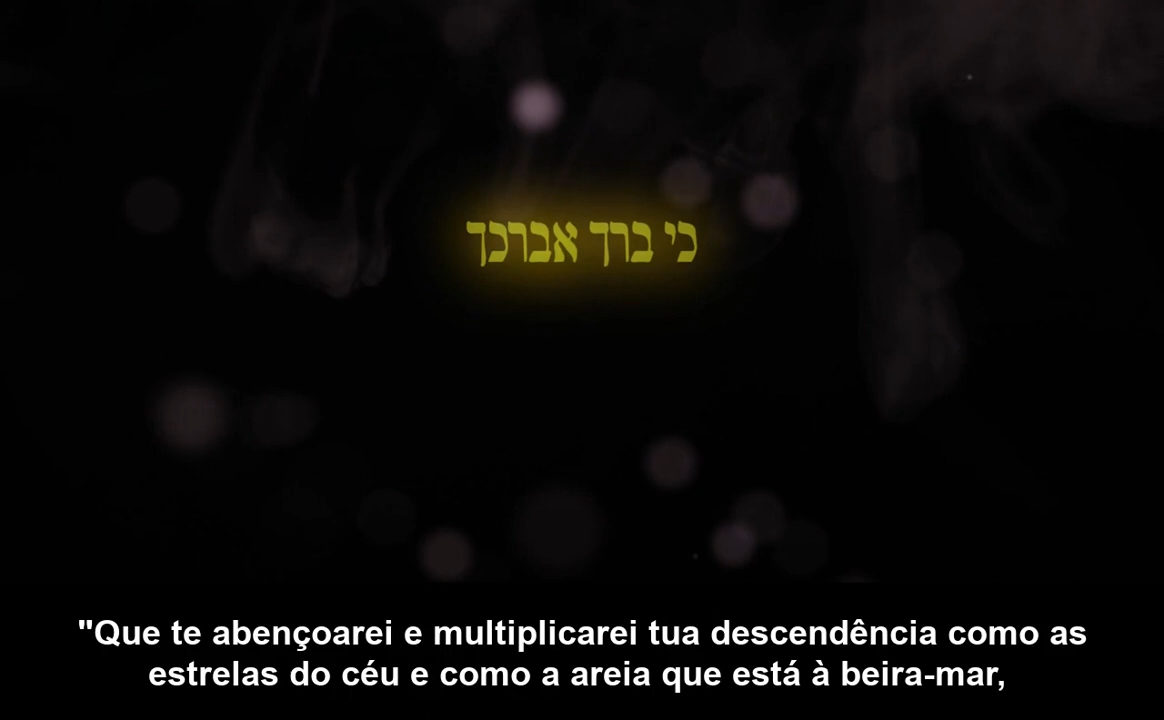 כי ברך אברכך
"Que te abençoarei e multiplicarei tua descendência como as
estrelas do céu e como a areia que está à beira-mar,